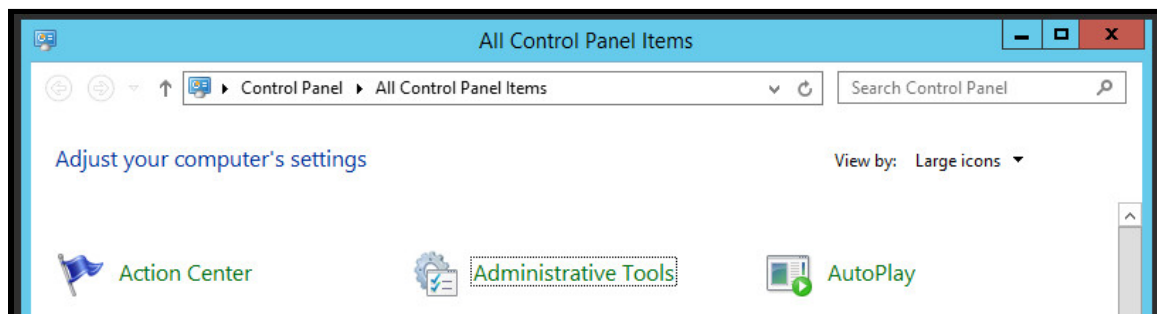 All Control Panel Items
Control Panel All Control Panel Items
Search Control Panel
Adjust your computer's settings
View by: Large icons
Action Center
Administrative Tools
AutoPlay